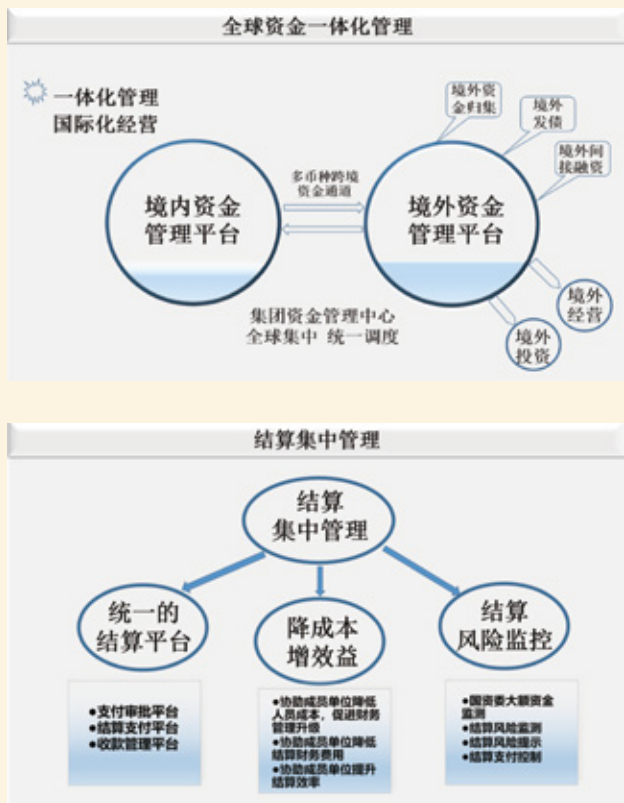 全球资金一体化管理
一体化管理
国际化经营
境外资
金归集
境外
发债
境外间
接融资
多币种跨境
资金通道
境内资金
管理平台
境外资金
管理平台
集团资金管理中心
全球集中 统一调度
境外
经营
境外
投资
结算集中管理
结算
集中管理
统一的
结算平台
降成本
增效益
结算
风险监控
●支付审批平台
●结算支付平台
●收款管理平台
●协助成员单位降低
人员成本，促进财务
管理升级
●协助成员单位降低
结算财务费用
●协助成员单位提升
结算效率
●国资委大额资金
监测
●结算风险监测
●结算风险提示
●结算支付控制